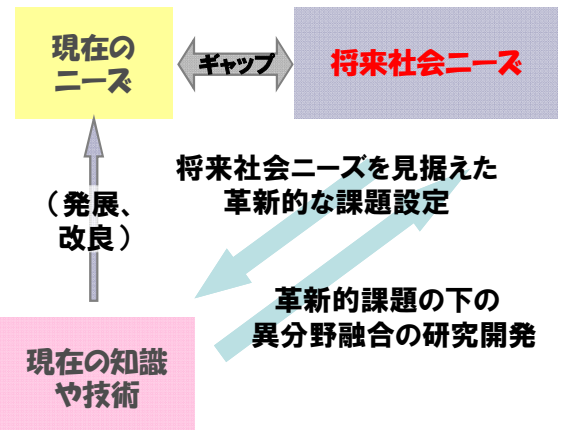 現在の
ニーズ
ギャップ
将来社会ニーズ
将来社会ニーズを見据えた
革新的な課題設定
（発展、
改良）
革新的課題の下の
異分野融合の研究開発
現在の知識
や技術